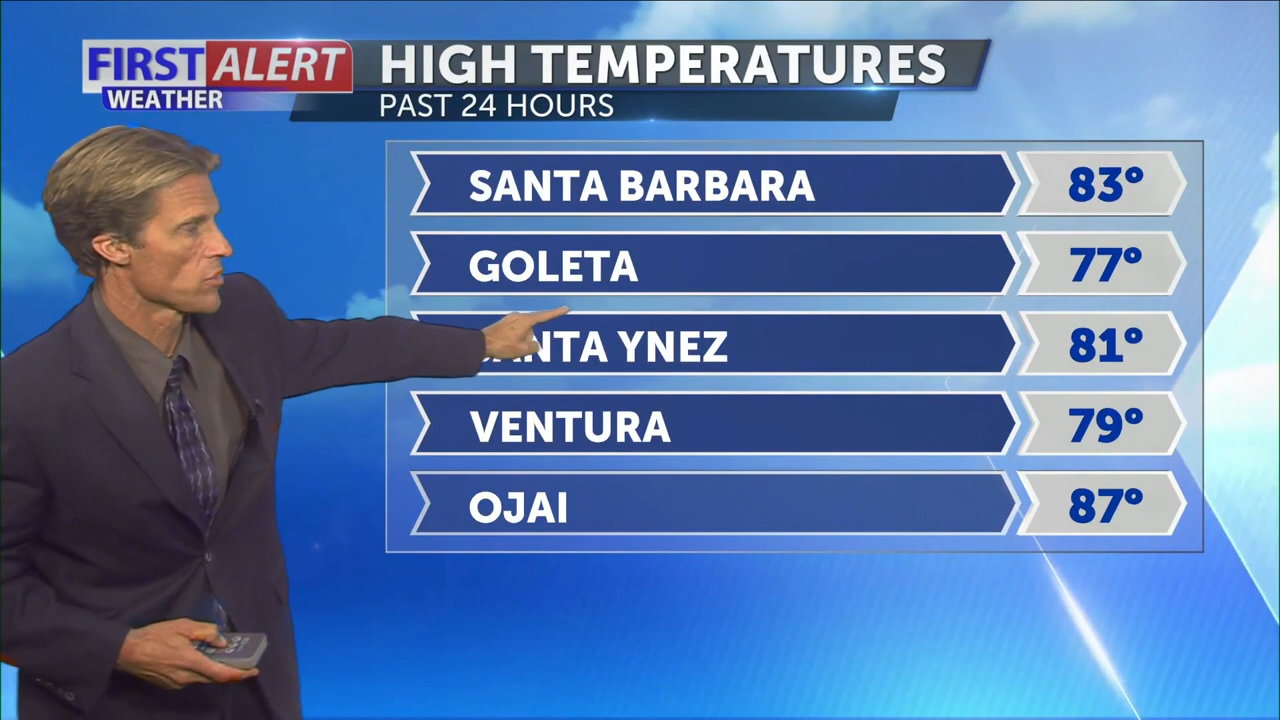 FIRST ALERT
WEATHER
HIGH TEMPERATURES
PAST 24 HOURS
SANTA BARBARA 83°
GOLETA 77°
SANTA YNEZ 81°
VENTURA 79°
OJAI 87°